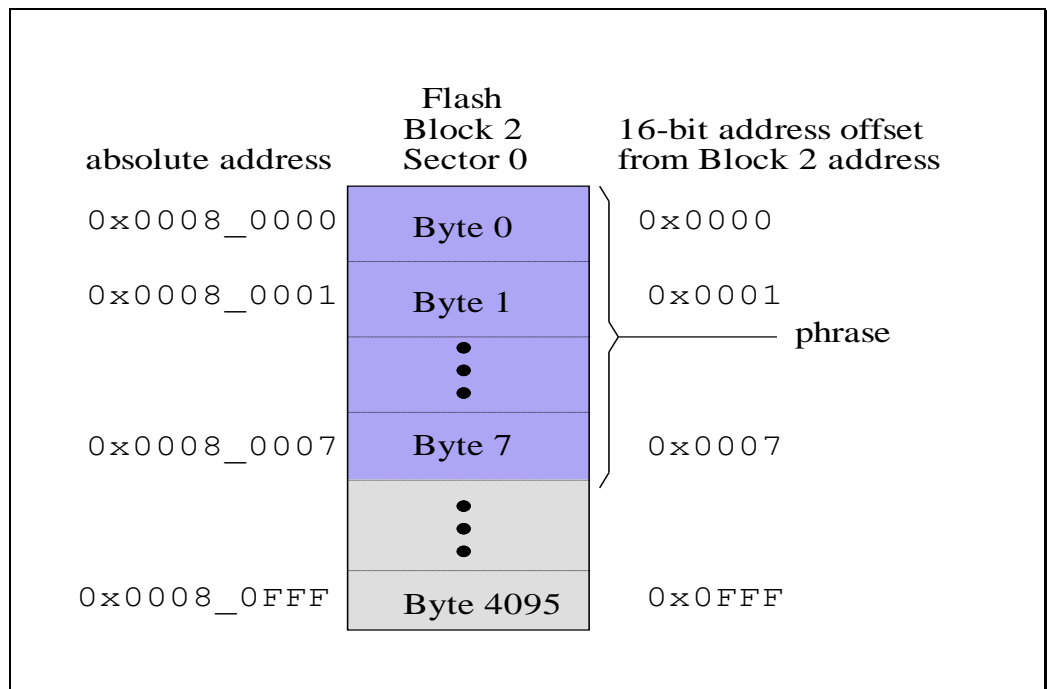 Flash
Block 2
Sector 0
absolute address
16-bit address offset
from Block 2 address
0x0008_0000
Byte 0
0x0000
0x0008_0001
Byte 1
0x0001
phrase
0x0008_0007
Byte 7
0x0007
0x0008_0FFF
Byte 4095
0x0FFF